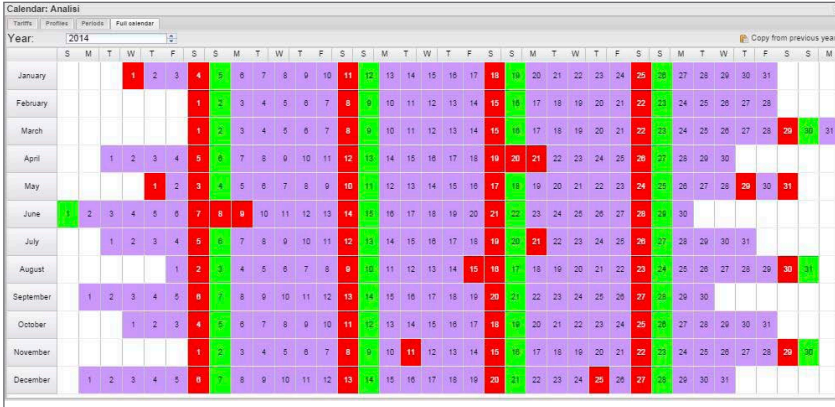 Calendar: Analisi
Tariffs Profiles Periods Full calendar
Year: 2014 Copy from previous year
S M T W T F S S M T W T F S S M T W T F S S M T W T F S S M T W T F S S M
January 1 2 3 4 5 6 7 8 9 10 11 12 13 14 15 16 17 18 19 20 21 22 23 24 25 26 27 28 29 30 31
February 1 2 3 4 5 6 7 8 9 10 11 12 13 14 15 16 17 18 19 20 21 22 23 24 25 26 27 28
March 1 2 3 4 5 6 7 8 9 10 11 12 13 14 15 16 17 18 19 20 21 22 23 24 25 26 27 28 29 30 31
April 1 2 3 4 5 6 7 8 9 10 11 12 13 14 15 16 17 18 19 20 21 22 23 24 25 26 27 28 29 30
May 1 2 3 4 5 6 7 8 9 10 11 12 13 14 15 16 17 18 19 20 21 22 23 24 25 26 27 28 29 30 31
June 1 2 3 4 5 6 7 8 9 10 11 12 13 14 15 16 17 18 19 20 21 22 23 24 25 26 27 28 29 30
July 1 2 3 4 5 6 7 8 9 10 11 12 13 14 15 16 17 18 19 20 21 22 23 24 25 26 27 28 29 30 31
August 1 2 3 4 5 6 7 8 9 10 11 12 13 14 15 16 17 18 19 20 21 22 23 24 25 26 27 28 29 30 31
September 1 2 3 4 5 6 7 8 9 10 11 12 13 14 15 16 17 18 19 20 21 22 23 24 25 26 27 28 29 30
October 1 2 3 4 5 6 7 8 9 10 11 12 13 14 15 16 17 18 19 20 21 22 23 24 25 26 27 28 29 30 31
November 1 2 3 4 5 6 7 8 9 10 11 12 13 14 15 16 17 18 19 20 21 22 23 24 25 26 27 28 29 30
December 1 2 3 4 5 6 7 8 9 10 11 12 13 14 15 16 17 18 19 20 21 22 23 24 25 26 27 28 29 30 31